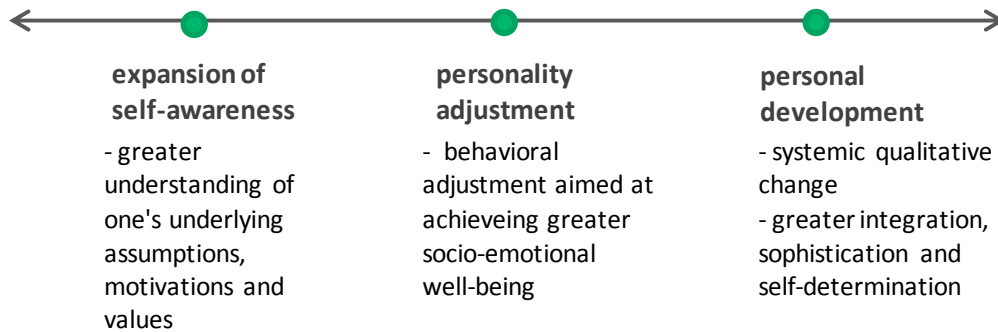 expansion of
self-awareness
- greater
understanding of
one's underlying
assumptions,
motivations and
values
personality
adjustment
- behavioral
adjustment aimed at
achieveing greater
socio-emotional
well-being
personal
development
- systemic qualitative
change
- greater integration,
sophistication and
self-determination